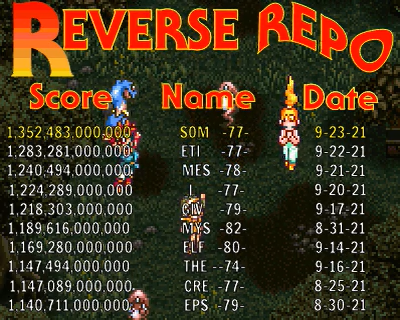 REVERSE REPO
Score Name Date
1,352,483,000,000 SOM -77- 9-23-21
1,283,281,000,000 ETI -77- 9-22-21
1,240,494,000,000 MES -78- 9-21-21
1,224,289,000,000 I -77- 9-20-21
1,218,303,000,000 GIV -79- 9-17-21
1,189,616,000,000 MYS -82- 8-31-21
1,169,280,000,000 ELF -80- 9-14-21
1,147,494,000,000 THE --74- 9-16-21
1,147,089,000,000 CRE -77- 8-25-21
1,140,711,000,000 EPS -79- 8-30-21